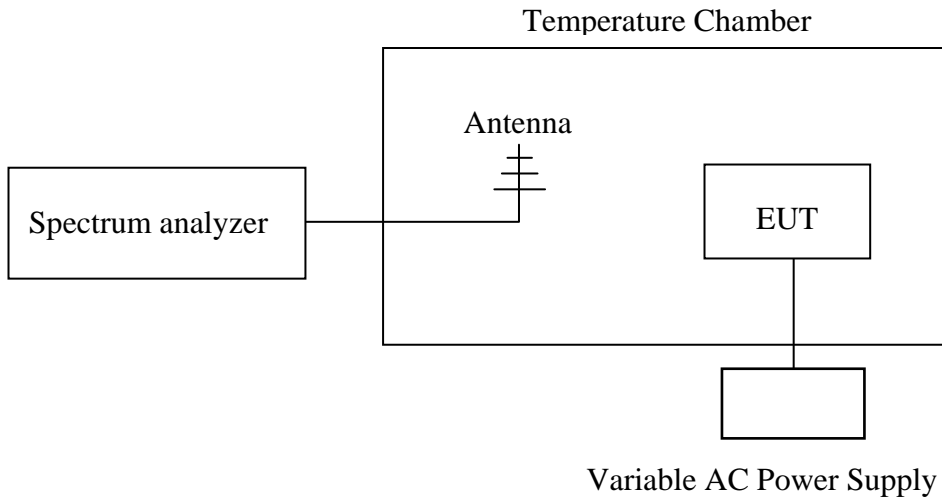 Temperature Chamber
Antenna
Spectrum analyzer
EUT
Variable AC Power Supply